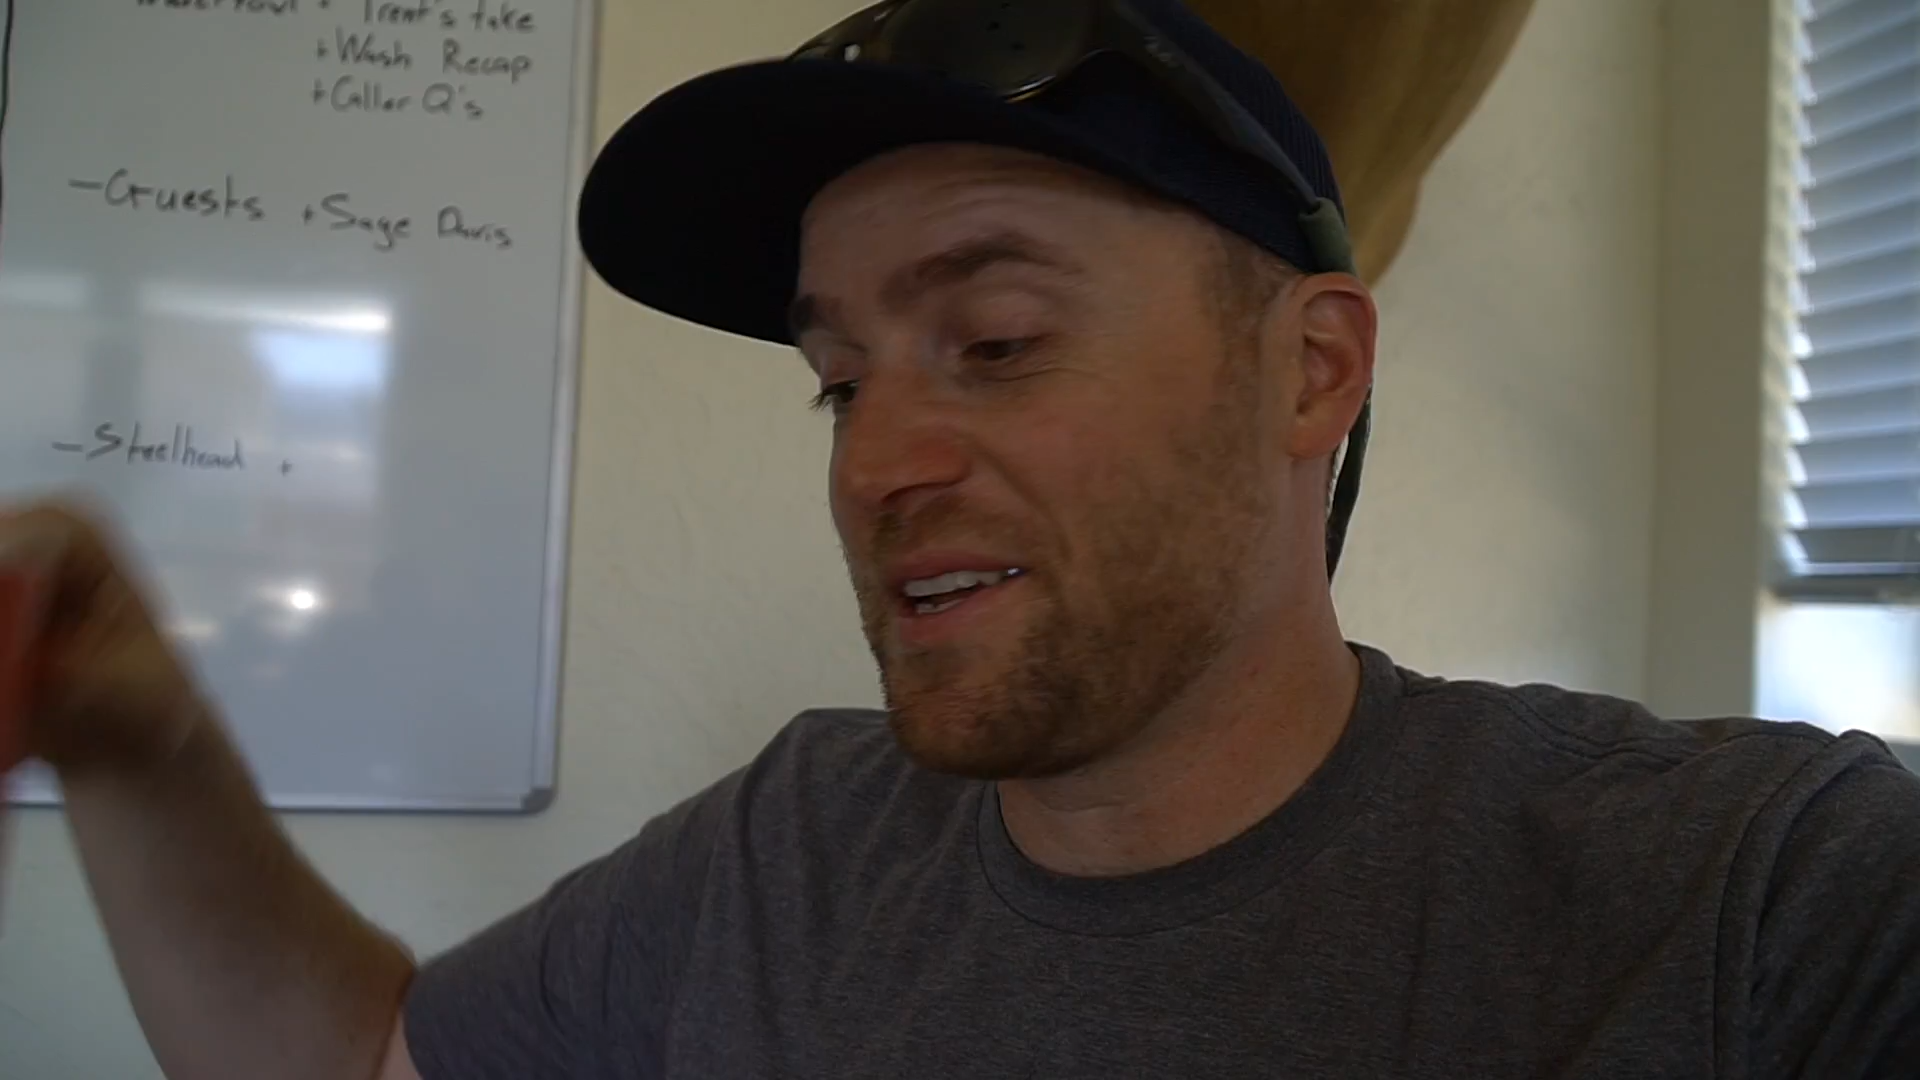 + Trent's take
+ Wash Recap
+ Caller Q's
- Guests + Sage Davis
- Steelhead +